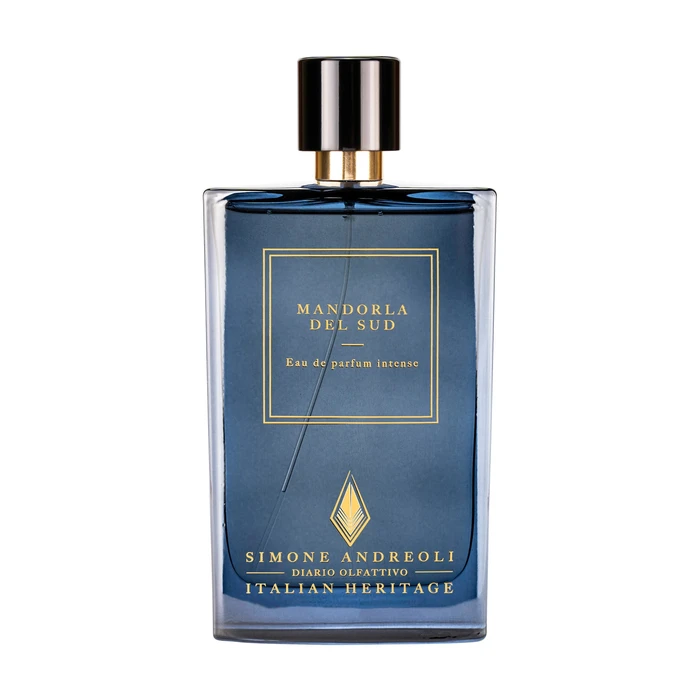 MANDORLA
DEL SUD
Eau de parfum intense
SIMONE ANDREOLI
DIARIO OLFATTIVO
ITALIAN HERITAGE